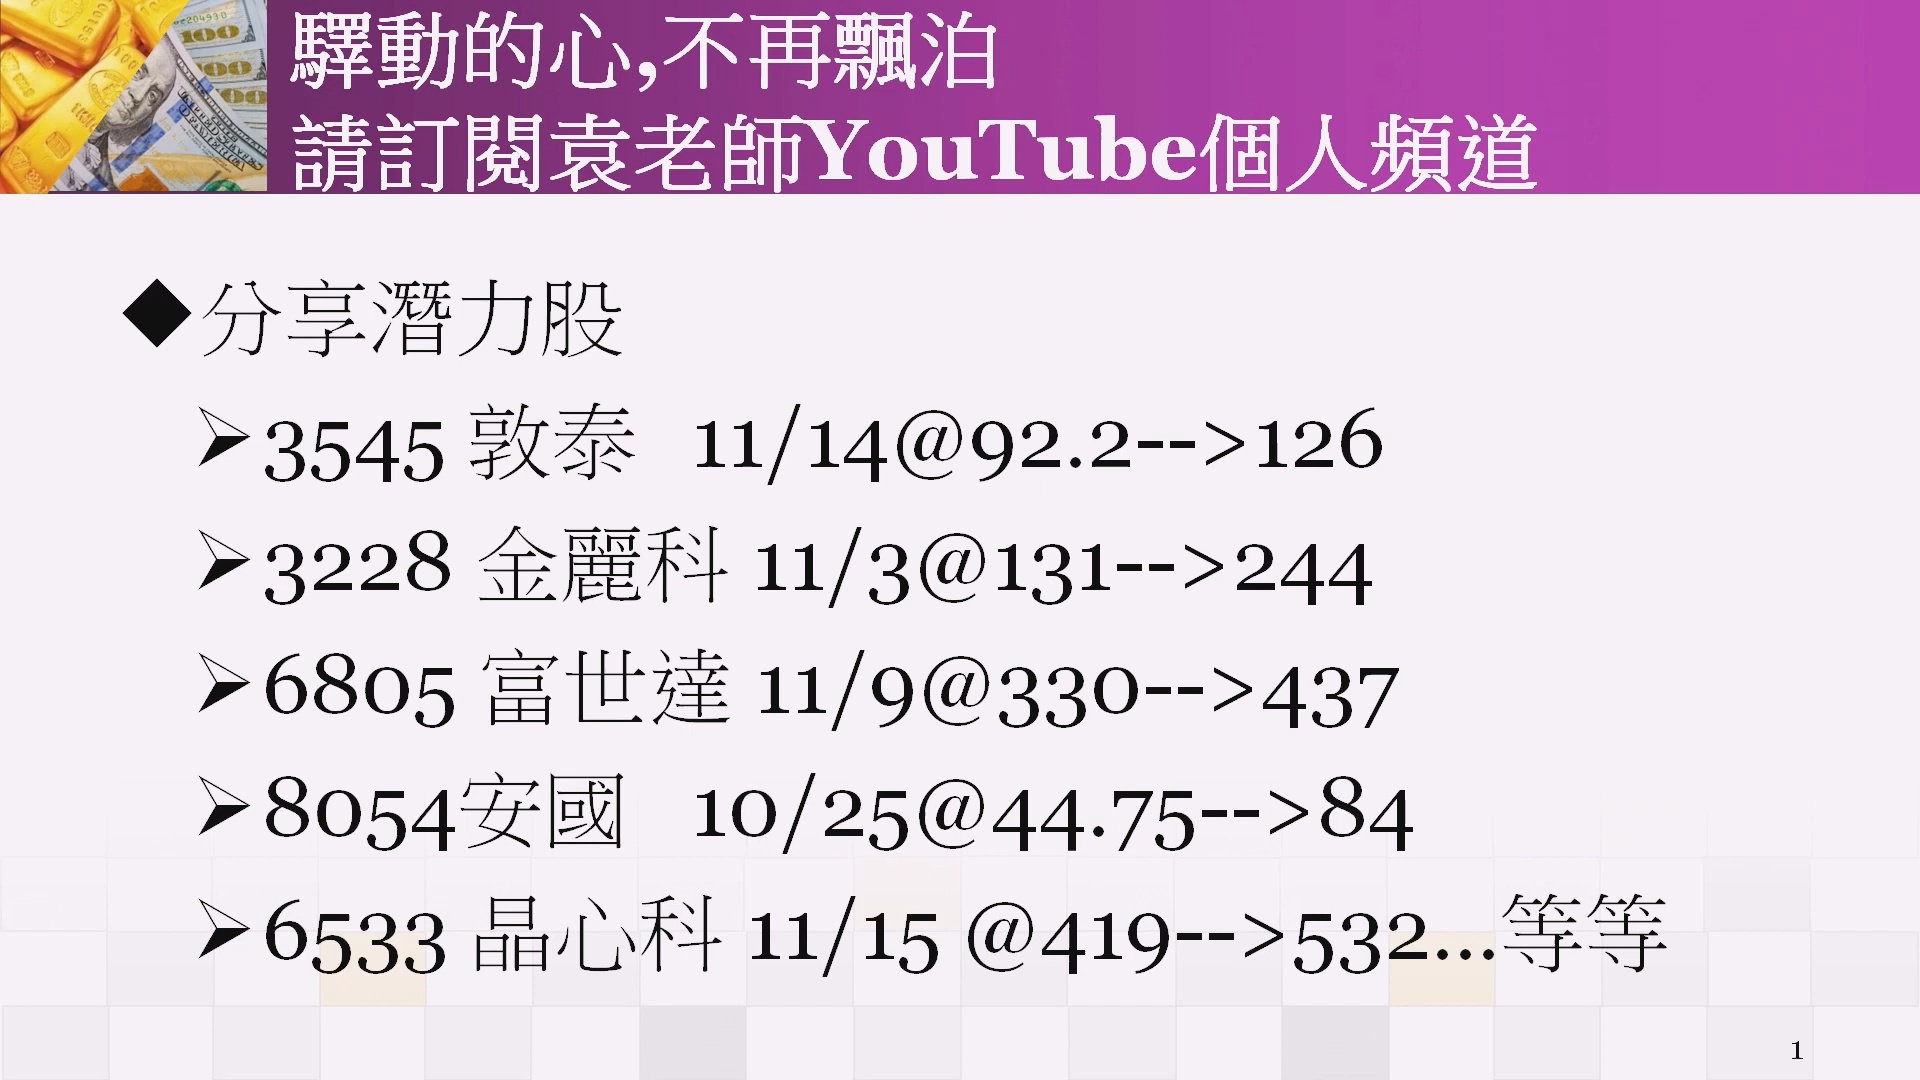 驛動的心,不再飄泊
請訂閱袁老師YouTube個人頻道
◆分享潛力股
➢3545 敦泰 11/14@92.2-->126
➢3228 金麗科 11/3@131-->244
➢6805 富世達 11/9@330-->437
➢8054安國 10/25@44.75-->84
➢6533 晶心科 11/15 @419-->532...等等
1